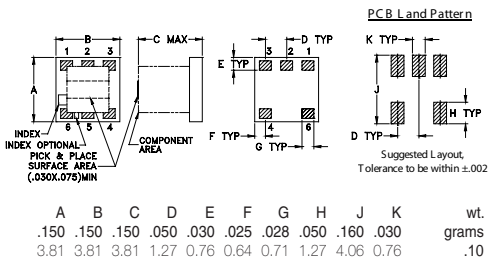 PCB Land Pattern
B
C MAX
D TYP
K TYP
1 2 3
3 2 1
E TYP
A
J
H TYP
6 5 4
4 6
INDEX
INDEX OPTIONAL
PICK & PLACE
SURFACE AREA
(.030X.075)MIN
COMPONENT
AREA
F TYP
G TYP
D TYP
Suggested Layout,
Tolerance to be within ±.002
A B C D E F G H J K wt.
.150 .150 .150 .050 .030 .025 .028 .050 .160 .030 grams
3.81 3.81 3.81 1.27 0.76 0.64 0.71 1.27 4.06 0.76 .10